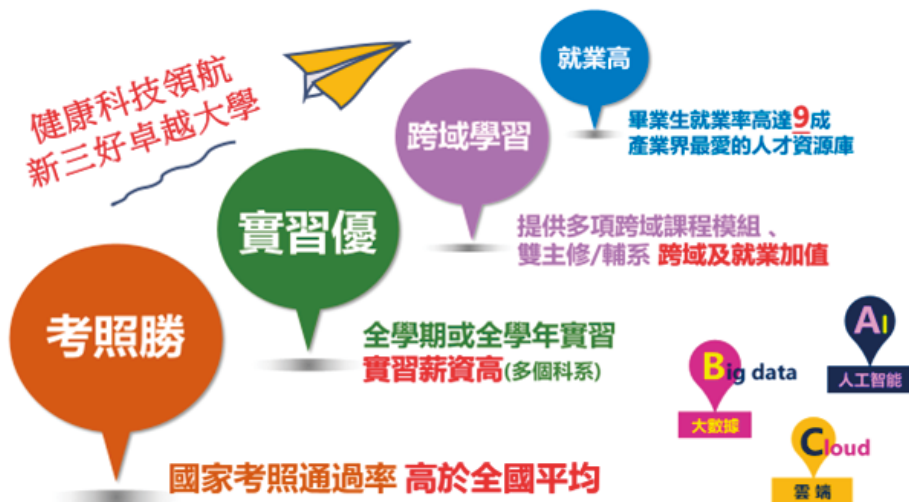 健康科技領航
新三好卓越大學
就業高
畢業生就業率高達9成
產業界最愛的人才資源庫
跨域學習
提供多項跨域課程模組、
雙主修/輔系 跨域及就業加值
實習優
全學期或全學年實習
實習薪資高(多個科系)
考照勝
國家考照通過率 高於全國平均
AI
人工智能
Big data
大數據
Cloud
雲端